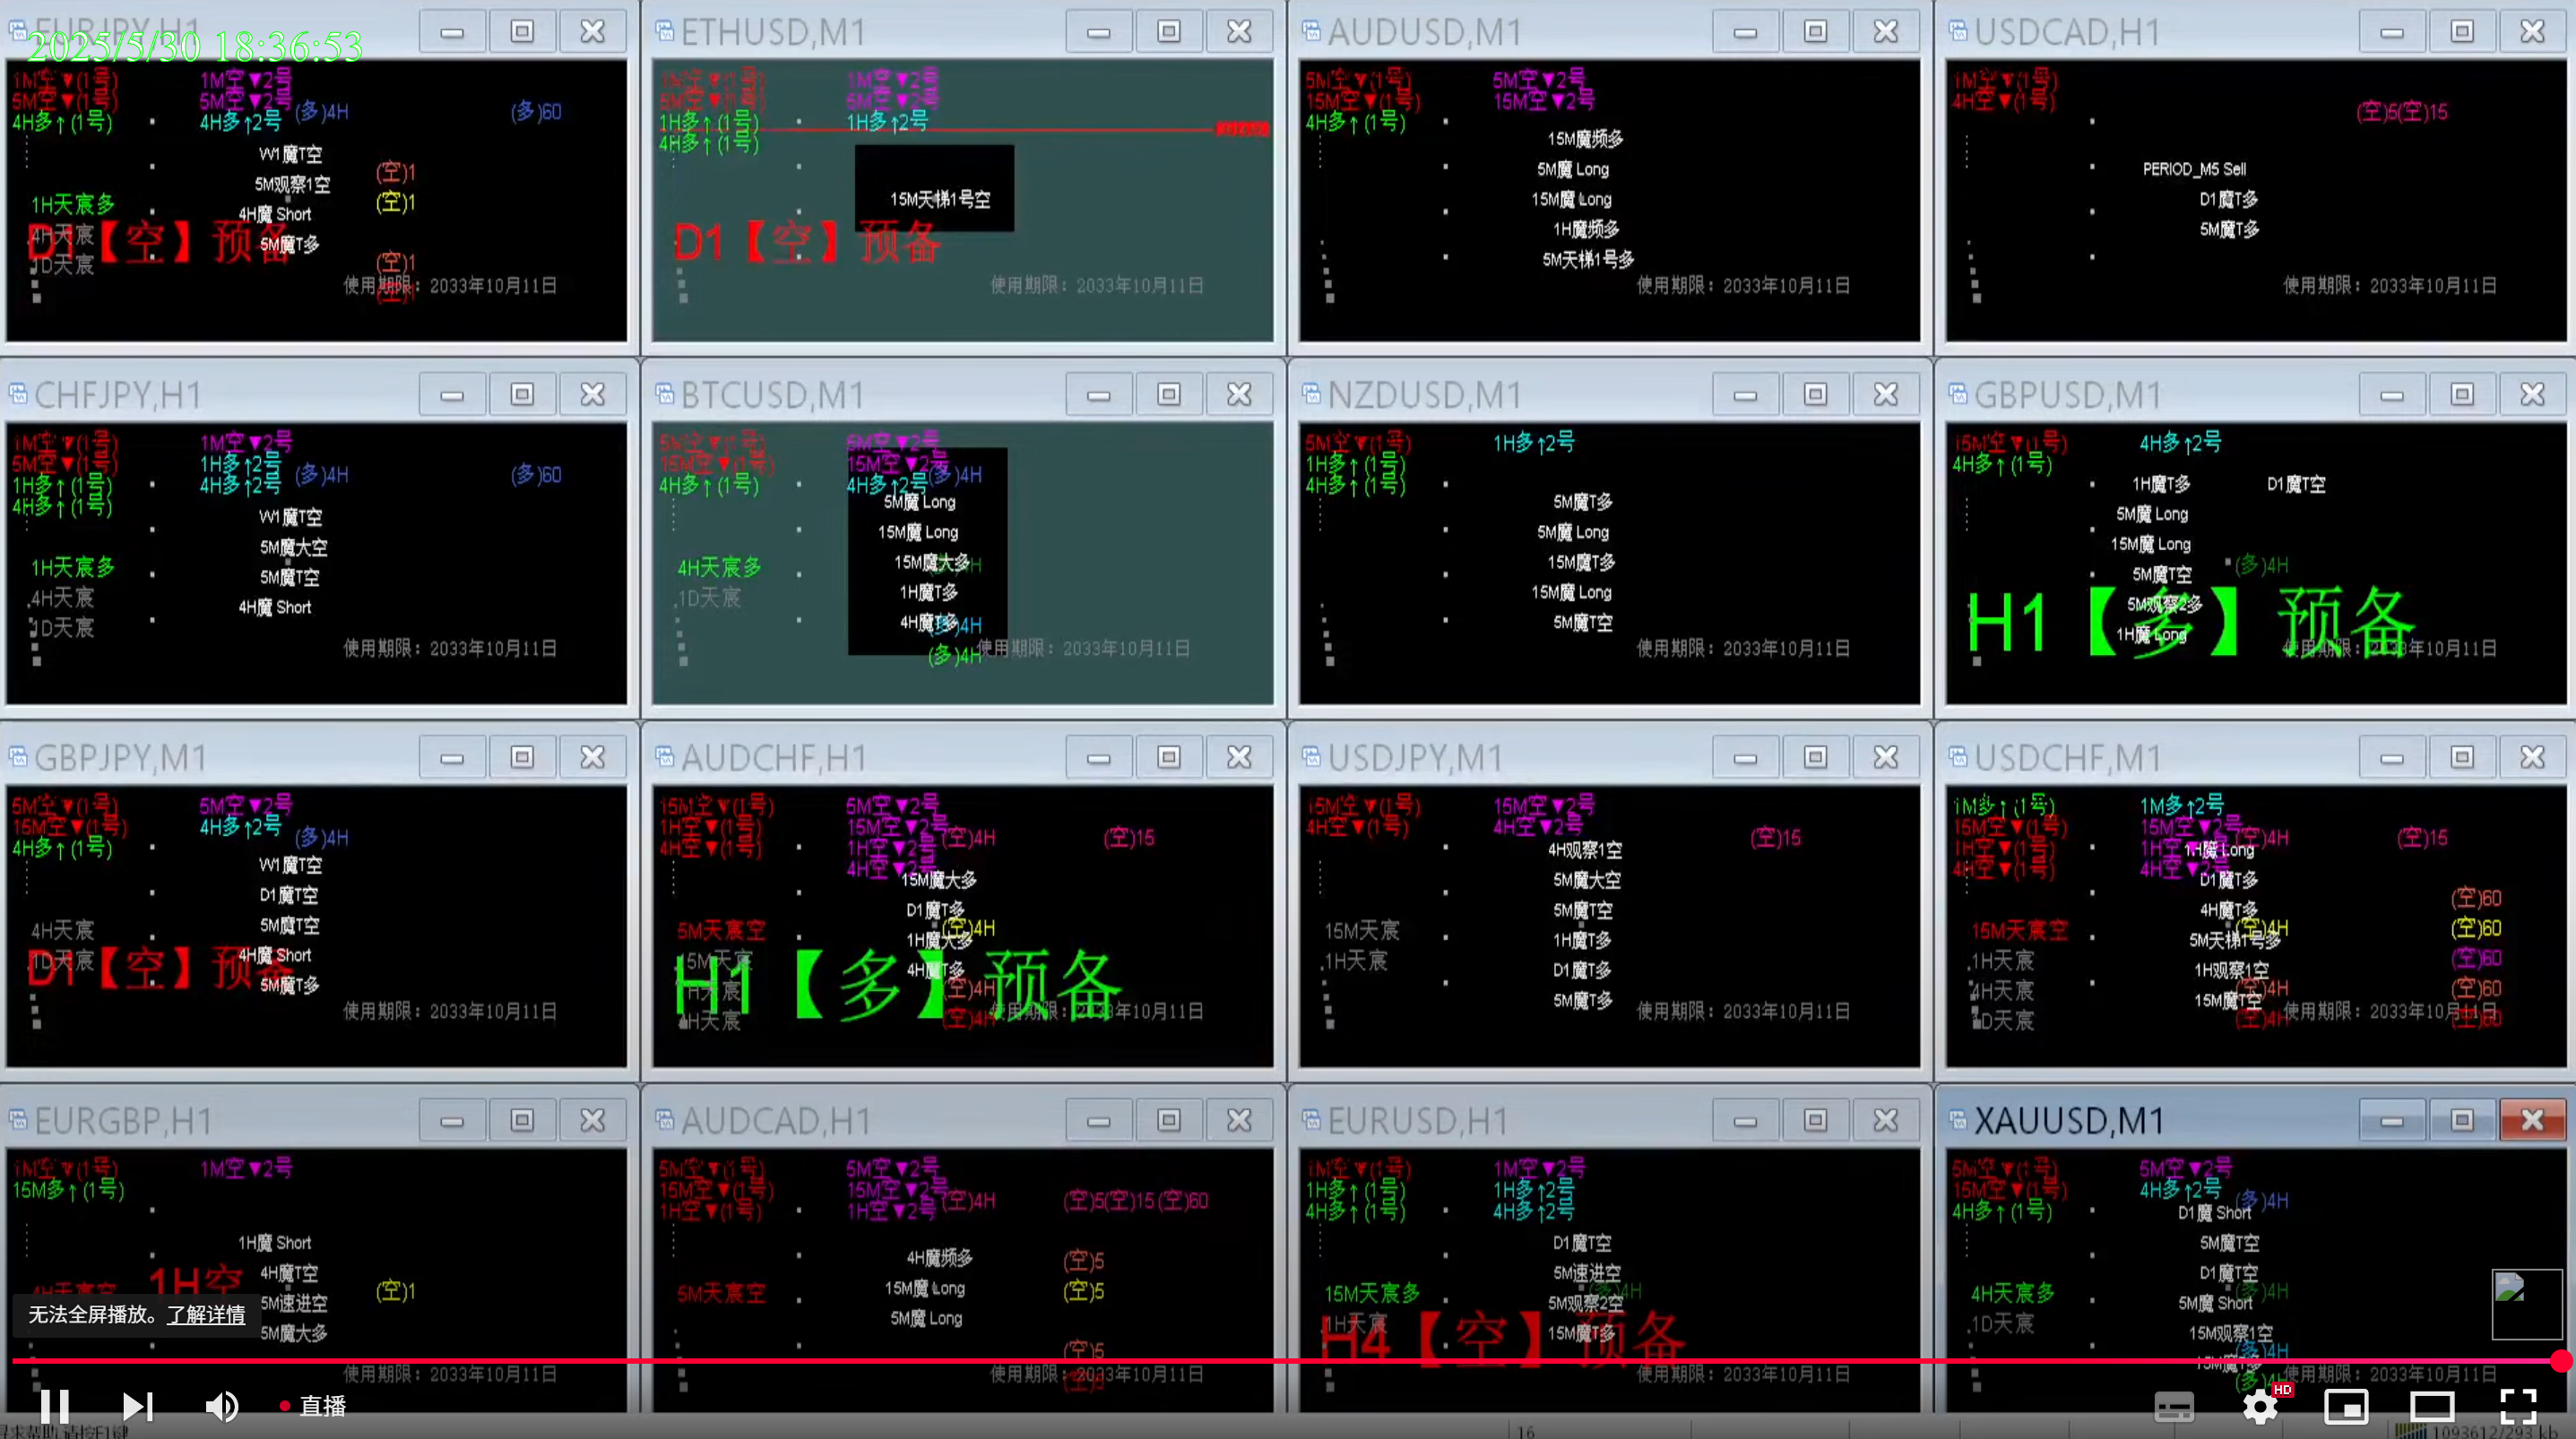 2025/5/30 18:36:53
EURJPY,H1
1M空▼(1号) 1M空▼2号
5M空▼(1号) 5M空▼2号
4H多↑(1号) 4H多↑2号 (多)4H (多)60
W1魔T空
5M观察1空 (空)1
1H天宸多 (空)1
4H魔 Short
4H天宸
D1【空】预备
5M魔T多
1D天宸 (空)1
使用期限：2033年10月11日
ETHUSD,M1
1M空▼(1号) 1M空▼2号
5M空▼(1号) 5M空▼2号
1H多↑(1号) 1H多↑2号
4H多↑(1号)
15M天梯1号空
D1【空】预备
使用期限：2033年10月11日
AUDUSD,M1
5M空▼(1号) 5M空▼2号
15M空▼(1号) 15M空▼2号
4H多↑(1号)
15M魔频多
5M魔 Long
15M魔 Long
1H魔频多
5M天梯1号多
使用期限：2033年10月11日
USDCAD,H1
1M空▼(1号)
4H空▼(1号)
(空)5(空)15
PERIOD_M5 Sell
D1魔T多
5M魔T多
使用期限：2033年10月11日
CHFJPY,H1
1M空▼(1号) 1M空▼2号
5M空▼(1号) 1H多↑2号
1H多↑(1号) 4H多↑2号 (多)4H (多)60
4H多↑(1号)
W1魔T空
5M魔大空
1H天宸多
5M魔T空
4H天宸
4H魔 Short
1D天宸
使用期限：2033年10月11日
BTCUSD,M1
5M空▼(1号) 5M空▼2号
15M空▼(1号) 15M空▼2号
4H多↑(1号) 4H多↑2号 (多)4H
5M魔 Long
15M魔 Long
15M魔大多
4H天宸多
1H魔T多
1D天宸
4H魔T多
(多)4H
(多)4H
使用期限：2033年10月11日
NZDUSD,M1
5M空▼(1号) 1H多↑2号
1H多↑(1号)
4H多↑(1号)
5M魔T多
5M魔 Long
15M魔T多
15M魔 Long
5M魔T空
使用期限：2033年10月11日
GBPUSD,M1
15M空▼(1号) 4H多↑2号
4H多↑(1号)
1H魔T多 D1魔T空
5M魔 Long
15M魔 Long
(多)4H
5M魔T空
5M观察2多
H1【多】预备
1H魔 Long
使用期限：2033年10月11日
GBPJPY,M1
5M空▼(1号) 5M空▼2号
15M空▼(1号) 4H多↑2号 (多)4H
4H多↑(1号)
W1魔T空
D1魔T空
5M魔T空
4H天宸
4H魔 Short
1D天宸
D1【空】预备
5M魔T多
使用期限：2033年10月11日
AUDCHF,H1
15M空▼(1号) 5M空▼2号
1H空▼(1号) 15M空▼2号 (空)4H (空)15
4H空▼(1号) 1H空▼2号
4H空▼2号
15M魔大多
D1魔T多
5M天宸空 (空)4H
1H魔大多
15M天宸
4H魔T多
H1【多】预备
1H天宸 (空)4H
4H天宸 (空)4H
使用期限：2033年10月11日
USDJPY,M1
15M空▼(1号) 15M空▼2号
4H空▼(1号) 4H空▼2号 (空)15
4H观察1空
5M魔大空
5M魔T空
15M天宸
1H魔T多
1H天宸
D1魔T多
5M魔T多
使用期限：2033年10月11日
USDCHF,M1
1M多↑(1号) 1M多↑2号
15M空▼(1号) 15M空▼2号 (空)4H (空)15
1H空▼(1号) 1H空▼2号
1H魔 Long
4H空▼(1号) 4H空▼2号
D1魔T多
(空)60
4H魔T多
15M天宸空 (空)4H (空)60
5M天梯1号多
1H天宸 (空)60
1H观察1空
4H天宸 (空)4H (空)60
15M魔T空
1D天宸 (空)4H (空)60
使用期限：2033年10月11日
EURGBP,H1
1M空▼(1号) 1M空▼2号
15M多↑(1号)
1H魔 Short
4H魔T空
1H空
4H天宸空 (空)1
5M速进空
5M魔大多
使用期限：2033年10月11日
AUDCAD,H1
5M空▼(1号) 5M空▼2号
15M空▼(1号) 15M空▼2号 (空)4H (空)5(空)15(空)60
1H空▼(1号) 1H空▼2号
4H魔频多 (空)5
15M魔 Long (空)5
5M天宸空
5M魔 Long
(空)5
使用期限：2033年10月11日
EURUSD,H1
1M空▼(1号) 1M空▼2号
1H多↑(1号) 1H多↑2号
4H多↑(1号) 4H多↑2号
D1魔T空
5M速进空
15M天宸多 (多)4H
5M观察2空
1H天宸
H4【空】预备
15M魔T多
使用期限：2033年10月11日
XAUUSD,M1
5M空▼(1号) 5M空▼2号
15M空▼(1号) 4H多↑2号 (多)4H
4H多↑(1号)
D1魔 Short
5M魔T空
D1魔T空
4H天宸多 (多)4H
5M魔 Short
1D天宸
15M观察1空
(多)4H
使用期限：2033年10月11日
无法全屏播放。了解详情
直播
HD
16
1093612/293 kb